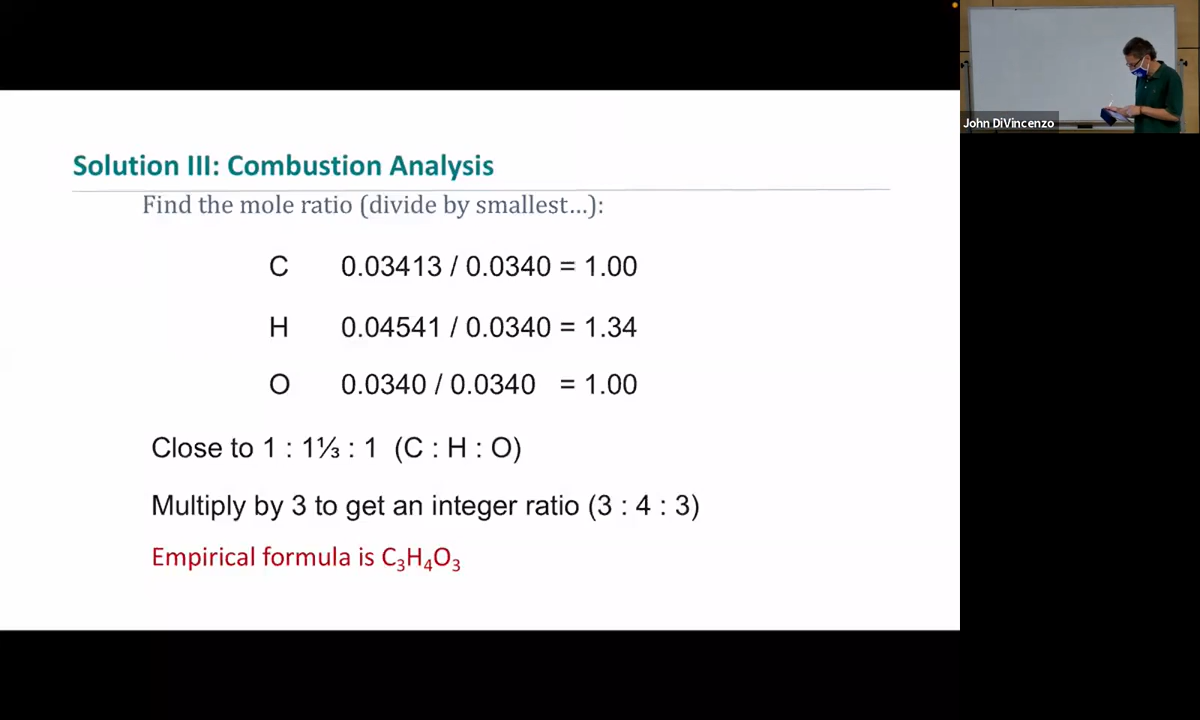 John DiVincenzo
Solution III: Combustion Analysis
Find the mole ratio (divide by smallest…):
C 0.03413 / 0.0340 = 1.00
H 0.04541 / 0.0340 = 1.34
O 0.0340 / 0.0340 = 1.00
Close to 1 : 1⅓ : 1 (C : H : O)
Multiply by 3 to get an integer ratio (3 : 4 : 3)
Empirical formula is C₃H₄O₃